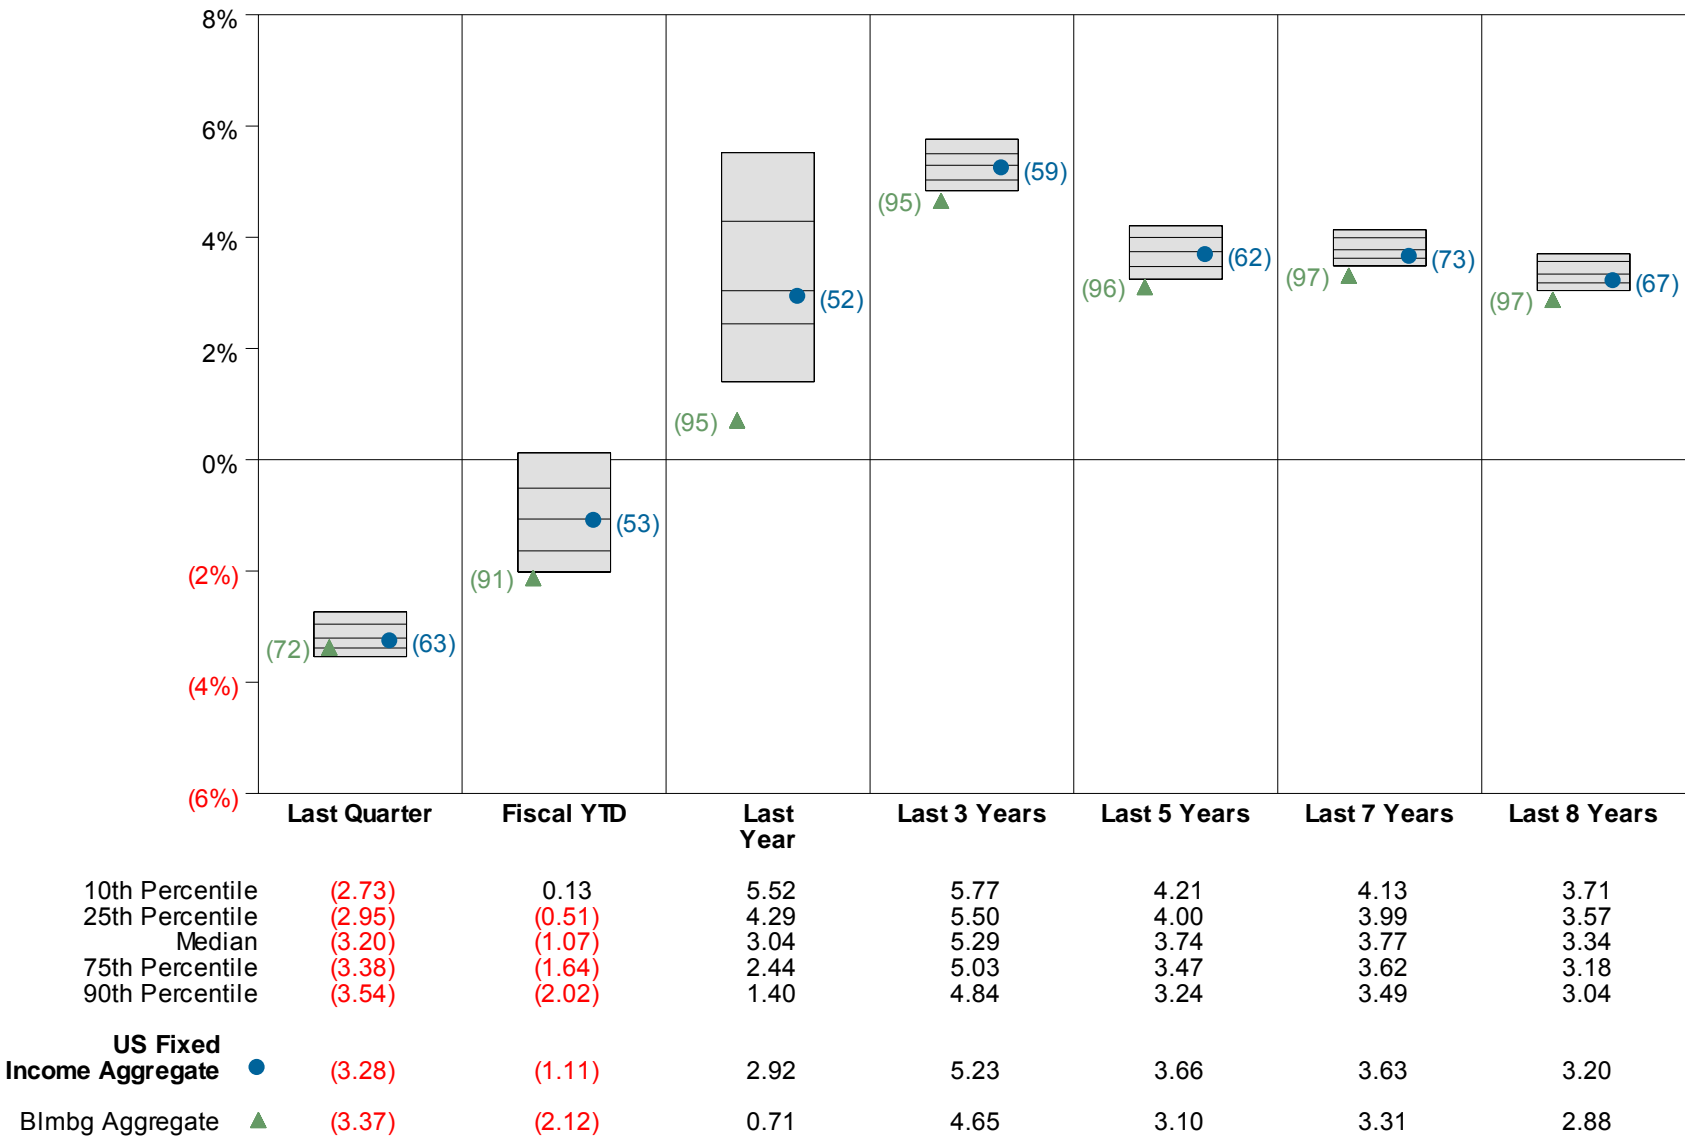 8%
6%
4%
2%
0%
(2%)
(4%)
(6%)
(72) (63)
(91) (53)
(95) (52)
(95) (59)
(96) (62)
(97) (73)
(97) (67)
Last Quarter Fiscal YTD Last Year Last 3 Years Last 5 Years Last 7 Years Last 8 Years
10th Percentile (2.73) 0.13 5.52 5.77 4.21 4.13 3.71
25th Percentile (2.95) (0.51) 4.29 5.50 4.00 3.99 3.57
Median (3.20) (1.07) 3.04 5.29 3.74 3.77 3.34
75th Percentile (3.38) (1.64) 2.44 5.03 3.47 3.62 3.18
90th Percentile (3.54) (2.02) 1.40 4.84 3.24 3.49 3.04
US Fixed
Income Aggregate (3.28) (1.11) 2.92 5.23 3.66 3.63 3.20
Blmbg Aggregate (3.37) (2.12) 0.71 4.65 3.10 3.31 2.88